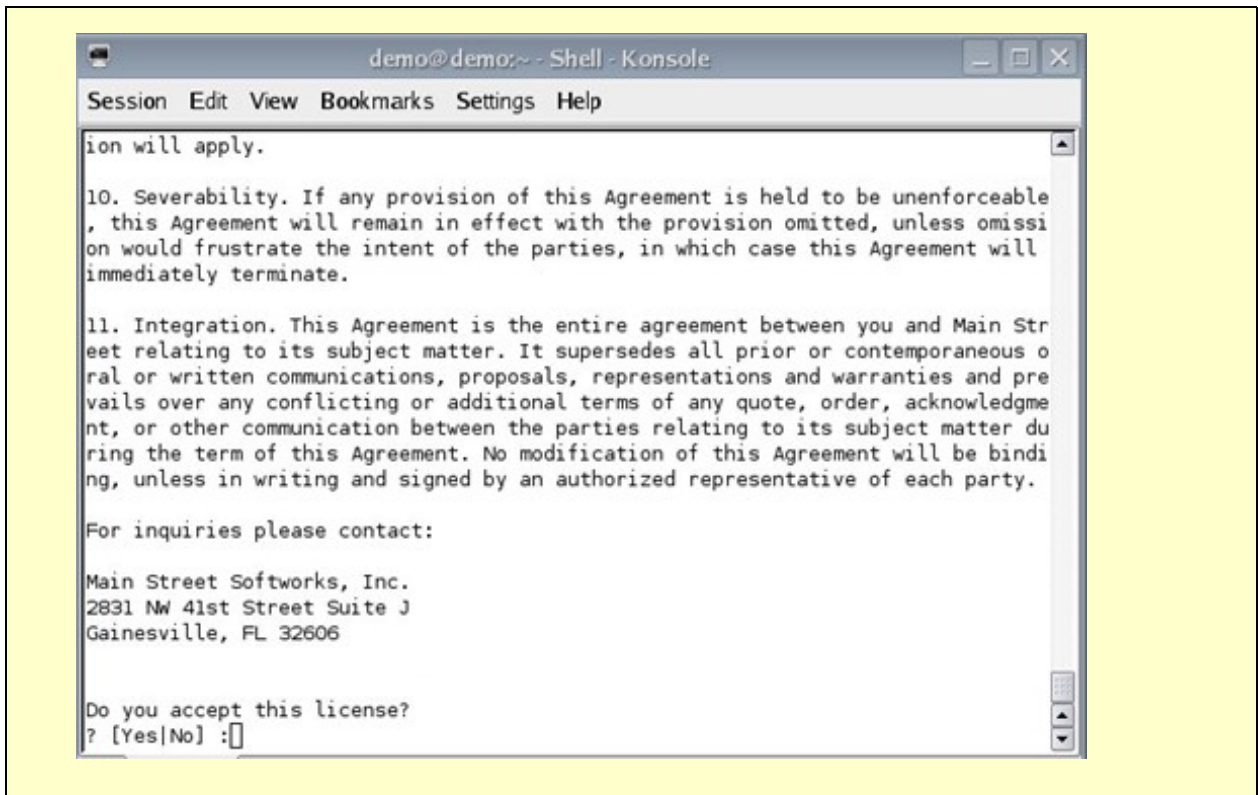 demo@demo:~ - Shell - Konsole
Session Edit View Bookmarks Settings Help
ion will apply.
10. Severability. If any provision of this Agreement is held to be unenforceable
, this Agreement will remain in effect with the provision omitted, unless omissi
on would frustrate the intent of the parties, in which case this Agreement will
immediately terminate.
11. Integration. This Agreement is the entire agreement between you and Main Str
eet relating to its subject matter. It supersedes all prior or contemporaneous o
ral or written communications, proposals, representations and warranties and pre
vails over any conflicting or additional terms of any quote, order, acknowledgme
nt, or other communication between the parties relating to its subject matter du
ring the term of this Agreement. No modification of this Agreement will be bindi
ng, unless in writing and signed by an authorized representative of each party.
For inquiries please contact:
Main Street Softworks, Inc.
2831 NW 41st Street Suite J
Gainesville, FL 32606
Do you accept this license?
? [Yes|No] :